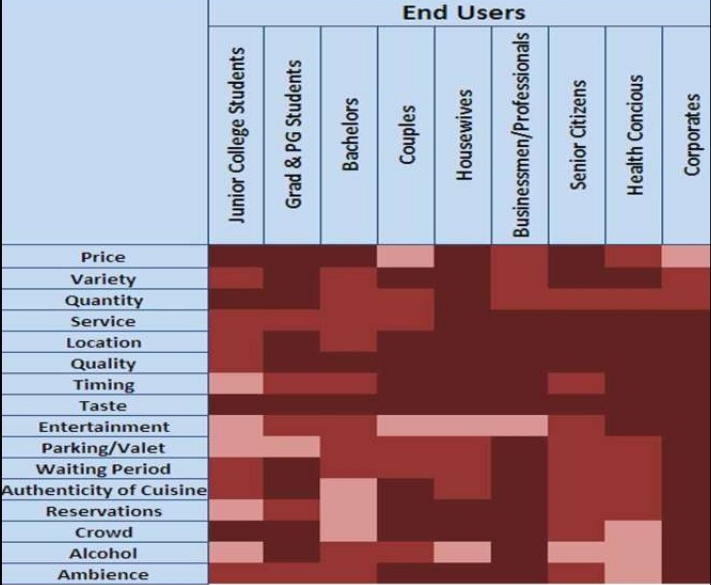 End Users
Junior College Students
Grad & PG Students
Bachelors
Couples
Housewives
Businessmen/Professionals
Senior Citizens
Health Concious
Corporates
Price
Variety
Quantity
Service
Location
Quality
Timing
Taste
Entertainment
Parking/Valet
Waiting Period
Authenticity of Cuisine
Reservations
Crowd
Alcohol
Ambience